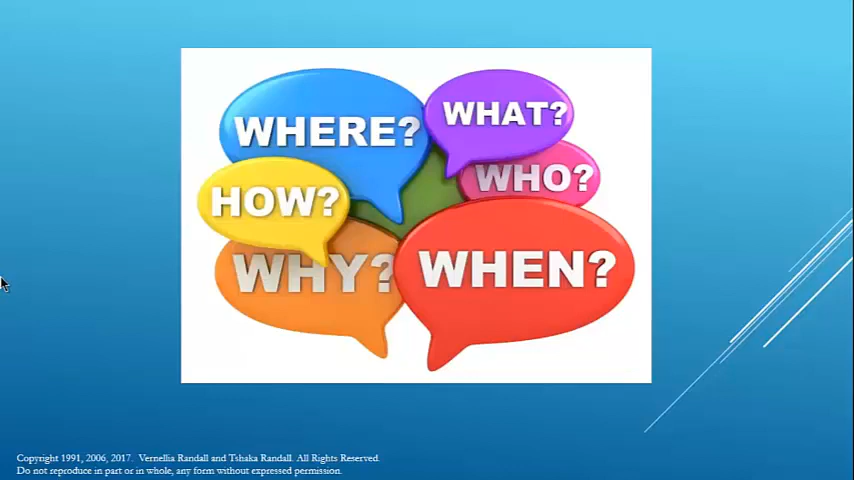 WHERE?
WHAT?
HOW?
WHO?
WHY?
WHEN?
Copyright 1991, 2006, 2017. Vernellia Randall and Tshaka Randall. All Rights Reserved.
Do not reproduce in part or in whole, any form without expressed permission.